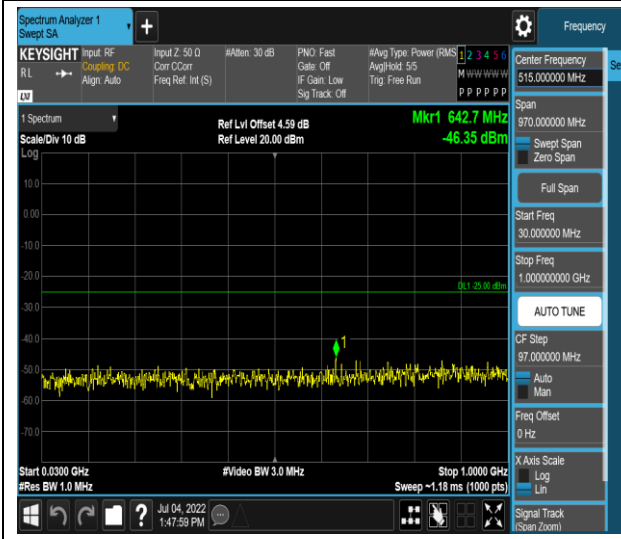 Spectrum Analyzer 1
Swept SA
+
Frequency
KEYSIGHT
RL
LXI
Input: RF
Coupling: DC
Align: Auto
Input Z: 50 Ω
Corr CCorr
Freq Ref: Int (S)
#Atten: 30 dB
PNO: Fast
Gate: Off
IF Gain: Low
Sig Track: Off
#Avg Type: Power (RMS
Avg|Hold: 5/5
Trig: Free Run
1 2 3 4 5 6
M W W W W W
P P P P P P
1 Spectrum
Scale/Div 10 dB
Log
Ref Lvl Offset 4.59 dB
Ref Level 20.00 dBm
Mkr1 642.7 MHz
-46.35 dBm
10.0
0.00
-10.0
-20.0
DL1 -25.00 dBm
-30.0
-40.0
1
-50.0
-60.0
-70.0
Start 0.0300 GHz
#Res BW 1.0 MHz
#Video BW 3.0 MHz
Stop 1.0000 GHz
Sweep ~1.18 ms (1000 pts)
Center Frequency
515.000000 MHz
Se
Span
970.000000 MHz
Swept Span
Zero Span
Full Span
Start Freq
30.000000 MHz
Stop Freq
1.000000000 GHz
AUTO TUNE
CF Step
97.000000 MHz
Auto
Man
Freq Offset
0 Hz
X Axis Scale
Log
Lin
Signal Track
(Span Zoom)
?
Jul 04, 2022
1:47:59 PM